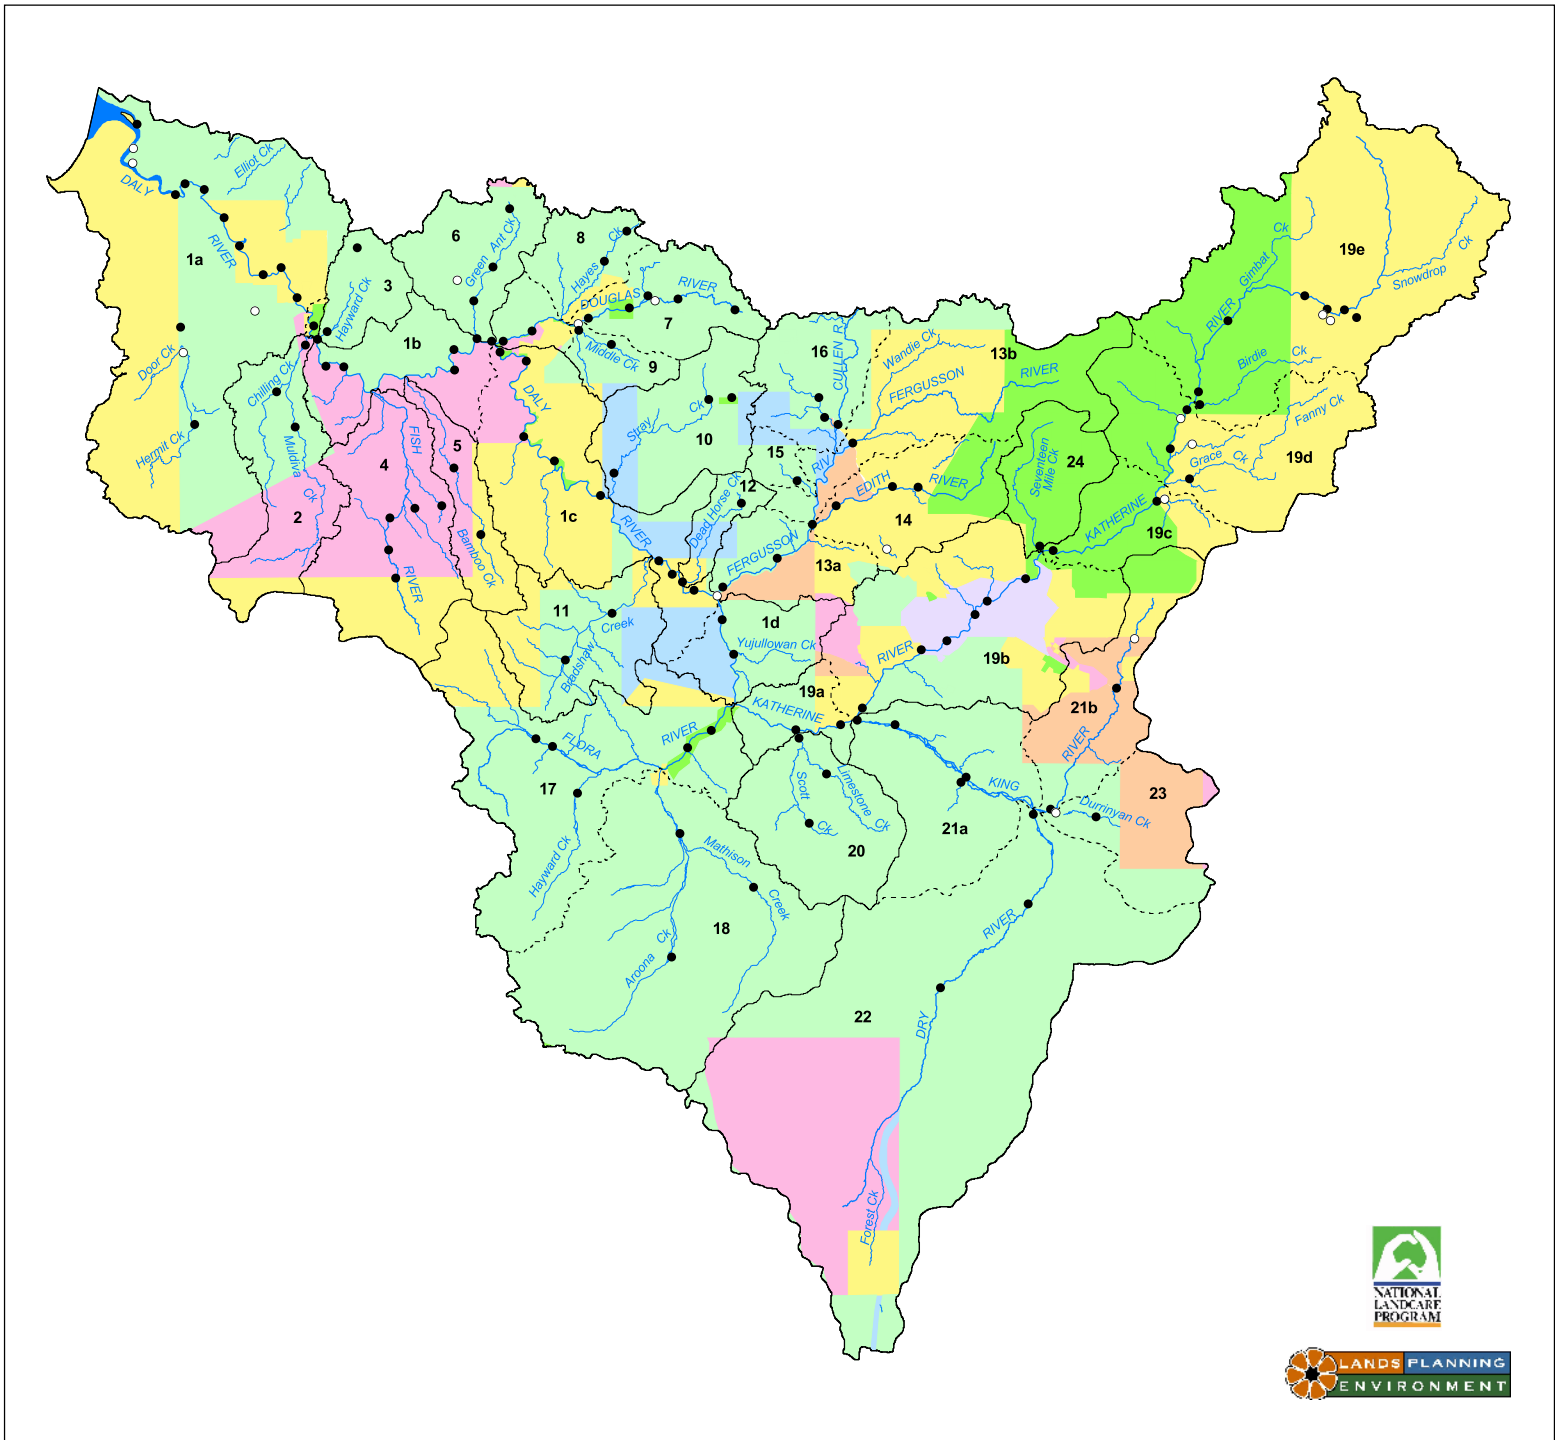 Elliot Ck
DALY
RIVER
1a
6
Green Ant Ck
8
Hayes
Ck
3
Hayward Ck
DOUGLAS
RIVER
7
1b
Middle Ck
9
16
CULLEN R.
Wandie Ck
FERGUSSON
RIVER
13b
RIVER
Gimbat
Ck
19e
Snowdrop
Ck
Birdie
Ck
Door Ck
Chilling Ck
Hermit Ck
Muldiva
Ck
2
4
FISH
RIVER
5
Bamboo Ck
DALY
RIVER
1c
Stray
Ck
10
15
RIV.
12
Dead Horse Ck
FERGUSSON
EDITH
RIVER
14
13a
Seventeen
Mile Ck
24
KATHERINE
19c
Fanny Ck
Grace Ck
19d
11
Creek
Bradshaw
1d
Yujullowan Ck
19a
KATHERINE
RIVER
19b
RIVER
21b
RIVER
FLORA
17
Hayward Ck
Scott
Ck
Limestone
Ck
20
21a
KING
Durrinyan Ck
23
Mathison
Creek
18
Aroona
Ck
RIVER
DRY
22
Forest Ck
NATIONAL
LANDCARE
PROGRAM
LANDS PLANNING
ENVIRONMENT